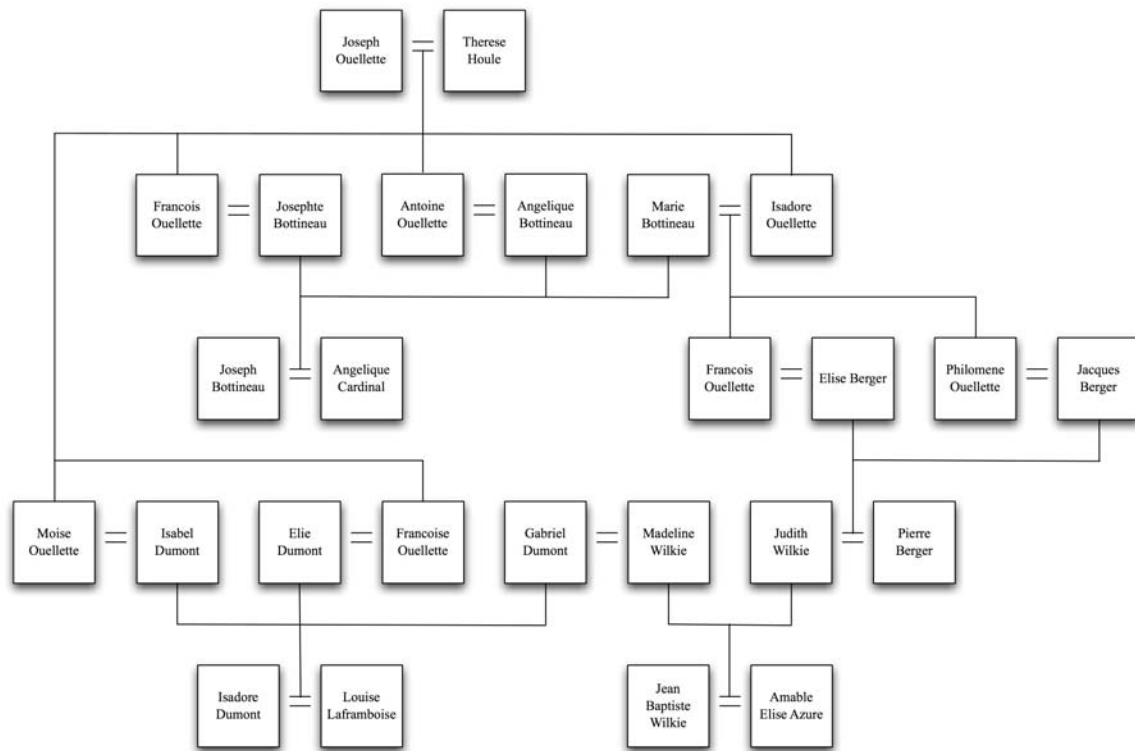 Joseph
Ouellette
Therese
Houle
Francois
Ouellette
Josephte
Bottineau
Antoine
Ouellette
Angelique
Bottineau
Marie
Bottineau
Isadore
Ouellette
Joseph
Bottineau
Angelique
Cardinal
Francois
Ouellette
Elise Berger
Philomene
Ouellette
Jacques
Berger
Moise
Ouellette
Isabel
Dumont
Elie
Dumont
Francoise
Ouellette
Gabriel
Dumont
Madeline
Wilkie
Judith
Wilkie
Pierre
Berger
Isadore
Dumont
Louise
Laframboise
Jean
Baptiste
Wilkie
Amable
Elise Azure